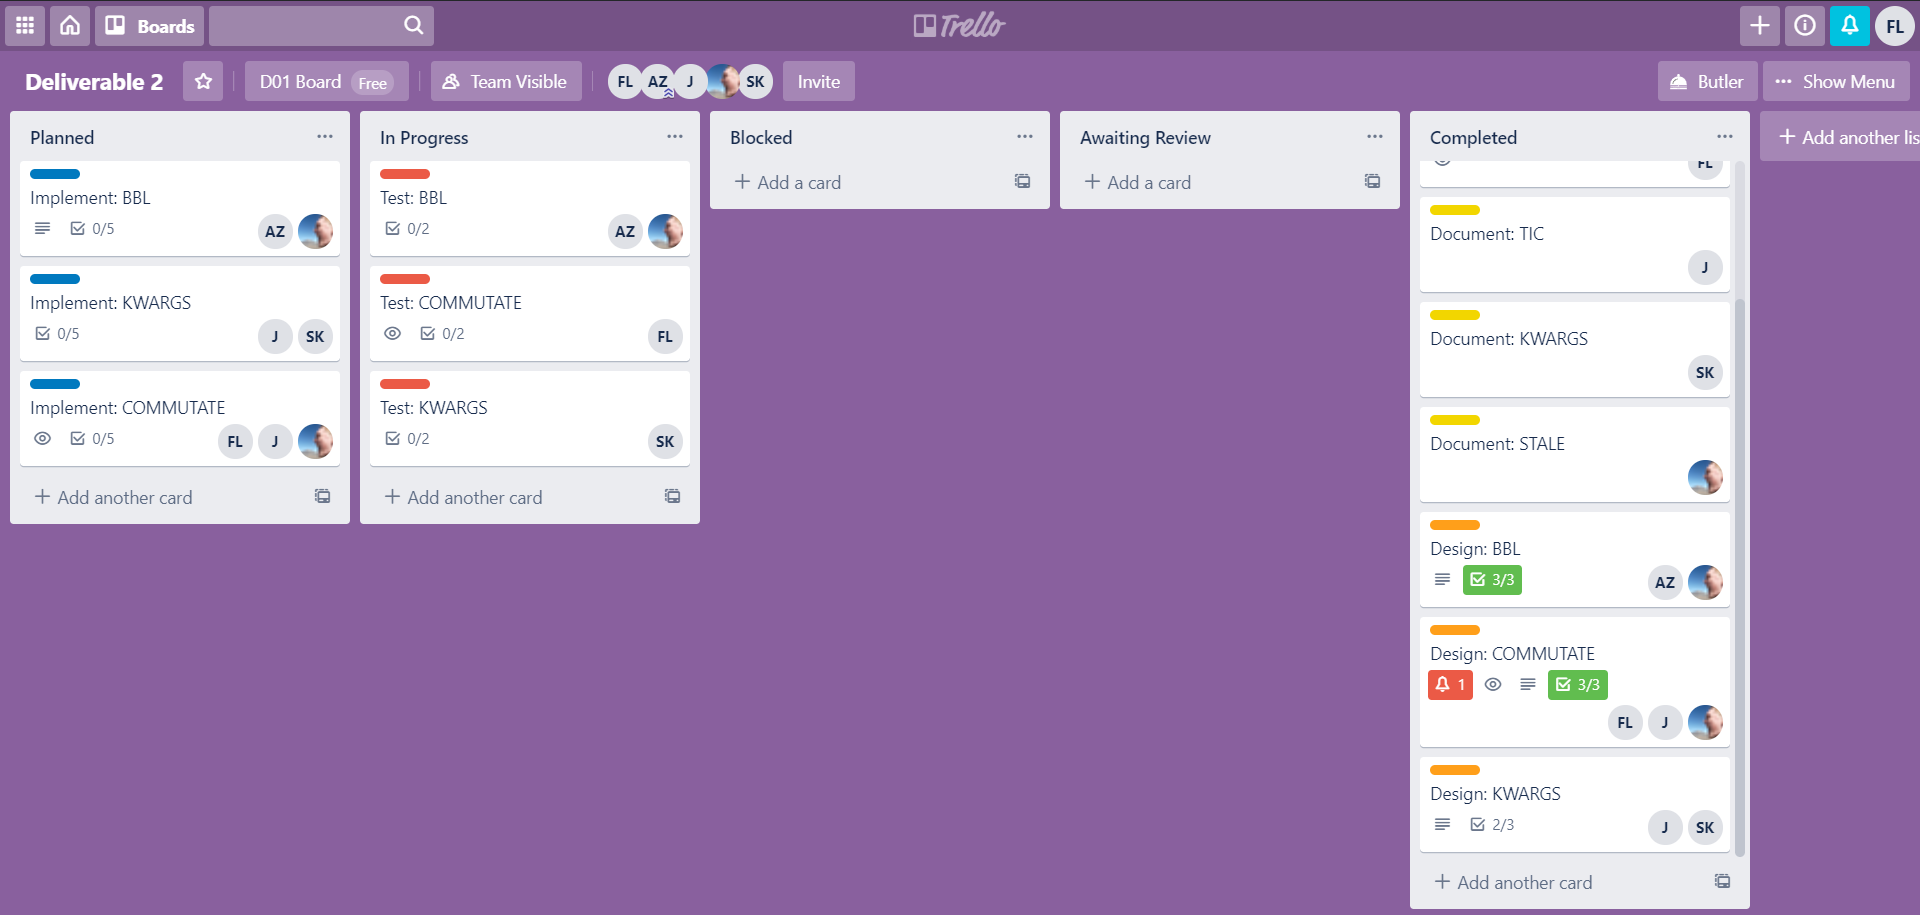 Boards
Trello
FL
Deliverable 2
D01 Board Free
Team Visible
FL AZ J SK
Invite
Butler
Show Menu
Planned
Implement: BBL
0/5
AZ
Implement: KWARGS
0/5
J SK
Implement: COMMUTATE
0/5
FL J
Add another card
In Progress
Test: BBL
0/2
AZ
Test: COMMUTATE
0/2
FL
Test: KWARGS
0/2
SK
Add another card
Blocked
Add a card
Awaiting Review
Add a card
Completed
FL
Document: TIC
J
Document: KWARGS
SK
Document: STALE
Design: BBL
3/3
AZ
Design: COMMUTATE
1 3/3
FL J
Design: KWARGS
2/3
J SK
Add another card
Add another lis